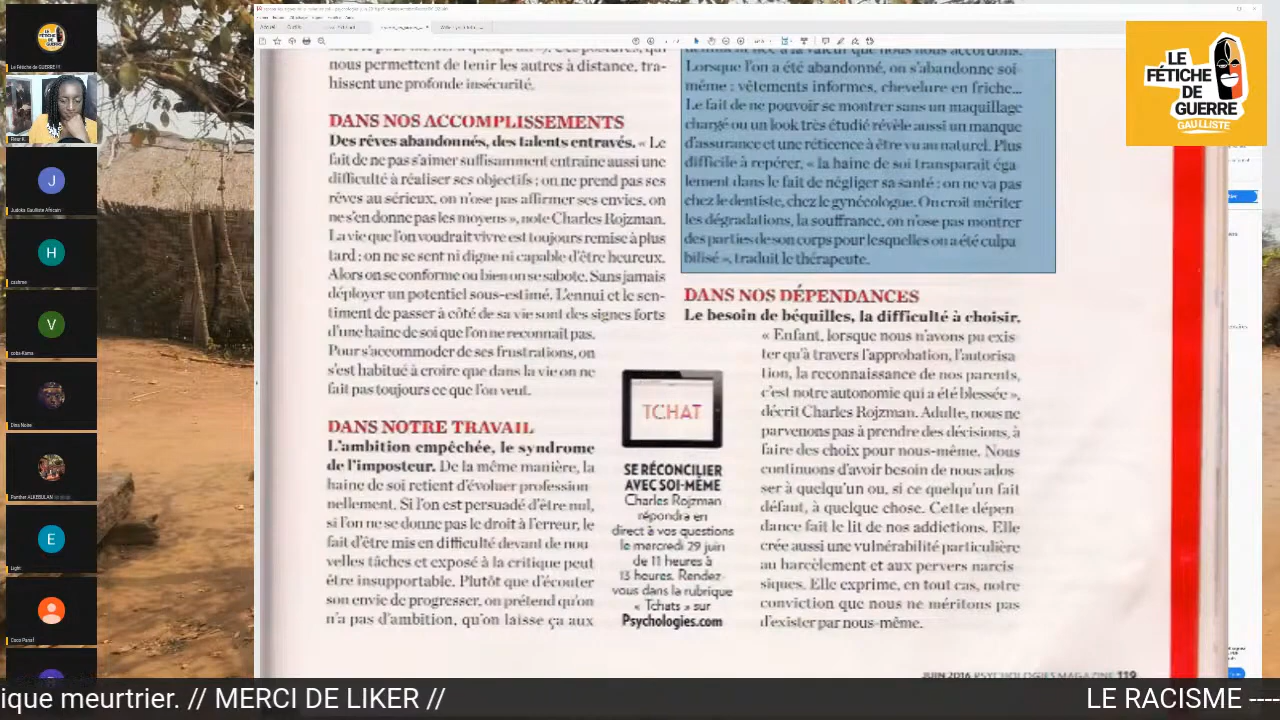 Le Fétiche de GUERRE
Fleur R.
J
Judoka Gaulliste Africain
H
cashme
V
coba-Kama
Dina Noire
Panther ALKEBULAN
E
Light
Coco Panaf
LE
FÉTICHE
DE
GUERRE
GAULLISTE
nous permettent de tenir les autres à distance, tra-
hissent une profonde insécurité.
DANS NOS ACCOMPLISSEMENTS
Des rêves abandonnés, des talents entravés. « Le
fait de ne pas s'aimer suffisamment entraîne aussi une
difficulté à réaliser ses objectifs : on ne prend pas ses
rêves au sérieux, on n'ose pas affirmer ses envies, on
ne s'en donne pas les moyens », note Charles Rojzman.
La vie que l'on voudrait vivre est toujours remise à plus
tard : on ne se sent ni digne ni capable d'être heureux.
Alors on se conforme ou bien on se sabote. Sans jamais
déployer un potentiel sous-estimé. L'ennui et le sen-
timent de passer à côté de sa vie sont des signes forts
d'une haine de soi que l'on ne reconnaît pas.
Pour s'accommoder de ses frustrations, on
s'est habitué à croire que dans la vie on ne
fait pas toujours ce que l'on veut.
DANS NOTRE TRAVAIL
L'ambition empêchée, le syndrome
de l'imposteur. De la même manière, la
haine de soi retient d'évoluer profession
nellement. Si l'on est persuadé d'être nul,
si l'on ne se donne pas le droit à l'erreur, le
fait d'être mis en difficulté devant de nou
velles tâches et exposé à la critique peut
être insupportable. Plutôt que d'écouter
son envie de progresser, on prétend qu'on
n'a pas d'ambition, qu'on laisse ça aux
TCHAT
SE RÉCONCILIER
AVEC SOI-MÊME
Charles Rojzman
répondra en
direct à vos questions
le mercredi 29 juin
de 11 heures à
13 heures. Rendez-
vous dans la rubrique
« Tchats » sur
Psychologies.com
Lorsque l'on a été abandonné, on s'abandonne soi-
même : vêtements informes, chevelure en friche…
Le fait de ne pouvoir se montrer sans un maquillage
chargé ou un look très étudié révèle aussi un manque
d'assurance et une réticence à être vu au naturel. Plus
difficile à repérer, « la haine de soi transparaît éga-
lement dans le fait de négliger sa santé : on ne va pas
chez le dentiste, chez le gynécologue. On croit mériter
les dégradations, la souffrance, on n'ose pas montrer
des parties de son corps pour lesquelles on a été culpa
bilisé », traduit le thérapeute.
DANS NOS DÉPENDANCES
Le besoin de béquilles, la difficulté à choisir.
« Enfant, lorsque nous n'avons pu exis-
ter qu'à travers l'approbation, l'autorisa-
tion, la reconnaissance de nos parents,
c'est notre autonomie qui a été blessée »,
décrit Charles Rojzman. Adulte, nous ne
parvenons pas à prendre des décisions, à
faire des choix pour nous-même. Nous
continuons d'avoir besoin de nous ados-
ser à quelqu'un ou, si ce quelqu'un fait
défaut, à quelque chose. Cette dépen-
dance fait le lit de nos addictions. Elle
crée aussi une vulnérabilité particulière
au harcèlement et aux pervers narcis-
siques. Elle exprime, en tout cas, notre
conviction que nous ne méritons pas
d'exister par nous-même.
JUIN 2016 PSYCHOLOGIES MAGAZINE 119
ique meurtrier. // MERCI DE LIKER //
LE RACISME ----